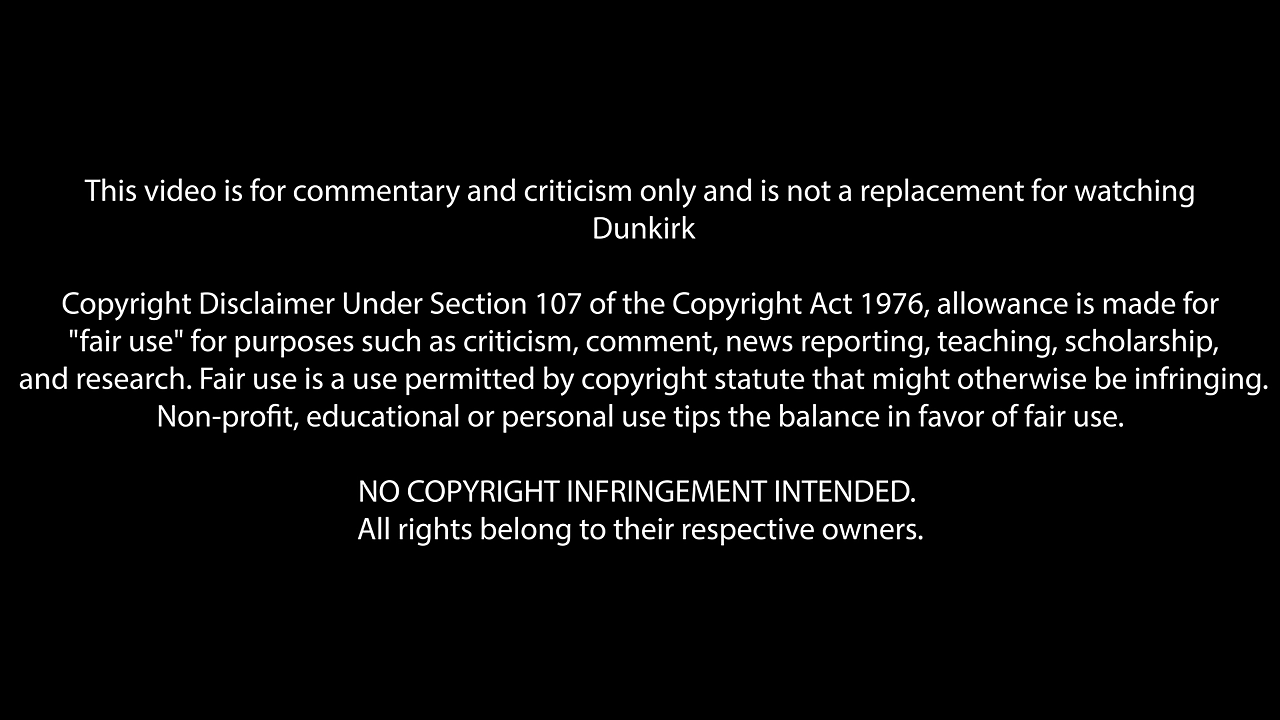 This video is for commentary and criticism only and is not a replacement for watching
Dunkirk
Copyright Disclaimer Under Section 107 of the Copyright Act 1976, allowance is made for
"fair use" for purposes such as criticism, comment, news reporting, teaching, scholarship,
and research. Fair use is a use permitted by copyright statute that might otherwise be infringing.
Non-profit, educational or personal use tips the balance in favor of fair use.
NO COPYRIGHT INFRINGEMENT INTENDED.
All rights belong to their respective owners.